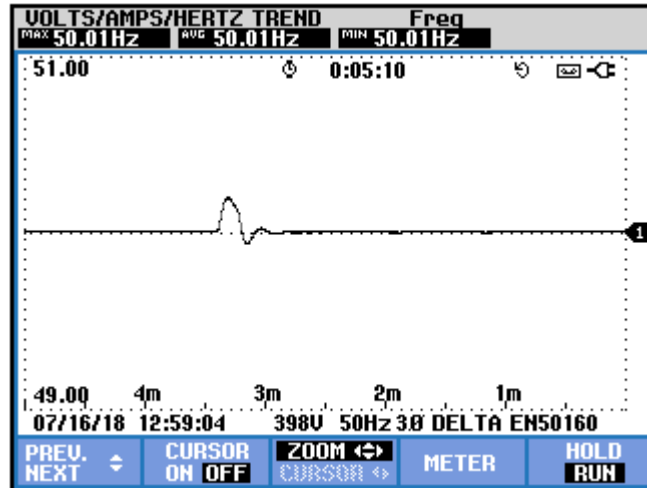 VOLTS/AMPS/HERTZ TREND Freq
MAX 50.01Hz AVG 50.01Hz MIN 50.01Hz
51.00 0:05:10
1
49.00 4m 3m 2m 1m
07/16/18 12:59:04 398V 50Hz 3Ø DELTA EN50160
PREV. NEXT
CURSOR ON OFF
ZOOM
CURSOR
METER
HOLD
RUN